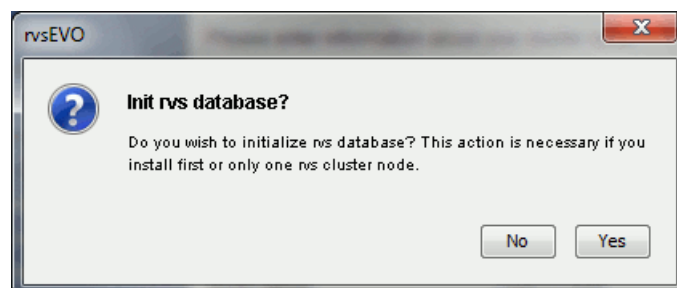 rvsEVO
Init rvs database?
Do you wish to initialize rvs database? This action is necessary if you
install first or only one rvs cluster node.
No
Yes